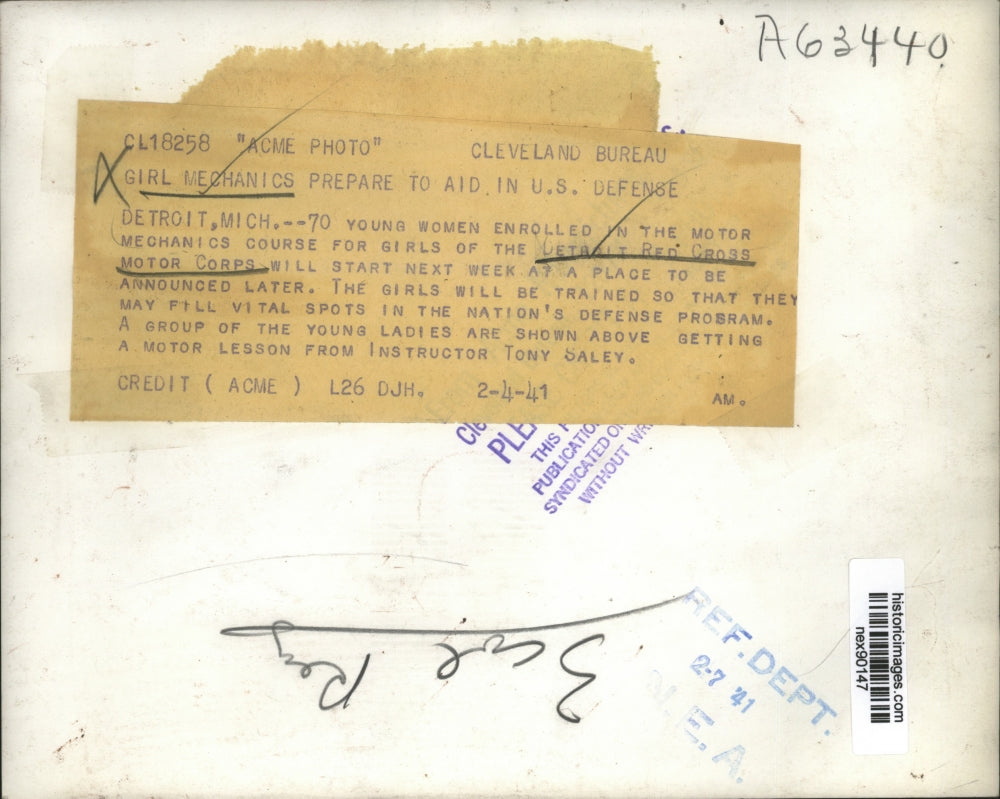 A63440
CL18258 "ACME PHOTO" CLEVELAND BUREAU
GIRL MECHANICS PREPARE TO AID IN U.S. DEFENSE
DETROIT, MICH.--70 YOUNG WOMEN ENROLLED IN THE MOTOR
MECHANICS COURSE FOR GIRLS OF THE DETROIT RED CROSS
MOTOR CORPS WILL START NEXT WEEK AT A PLACE TO BE
ANNOUNCED LATER. THE GIRLS WILL BE TRAINED SO THAT THEY
MAY FILL VITAL SPOTS IN THE NATION'S DEFENSE PROGRAM.
A GROUP OF THE YOUNG LADIES ARE SHOWN ABOVE GETTING
A MOTOR LESSON FROM INSTRUCTOR TONY SALEY.
CREDIT ( ACME ) L26 DJH. 2-4-41 AM.
PLE
THIS
PUBLICATIO
SYNDICATED O
WITHOUT WR
REF. DEPT.
2-7 '41
N.E.A.
historicimages.com
nex90147